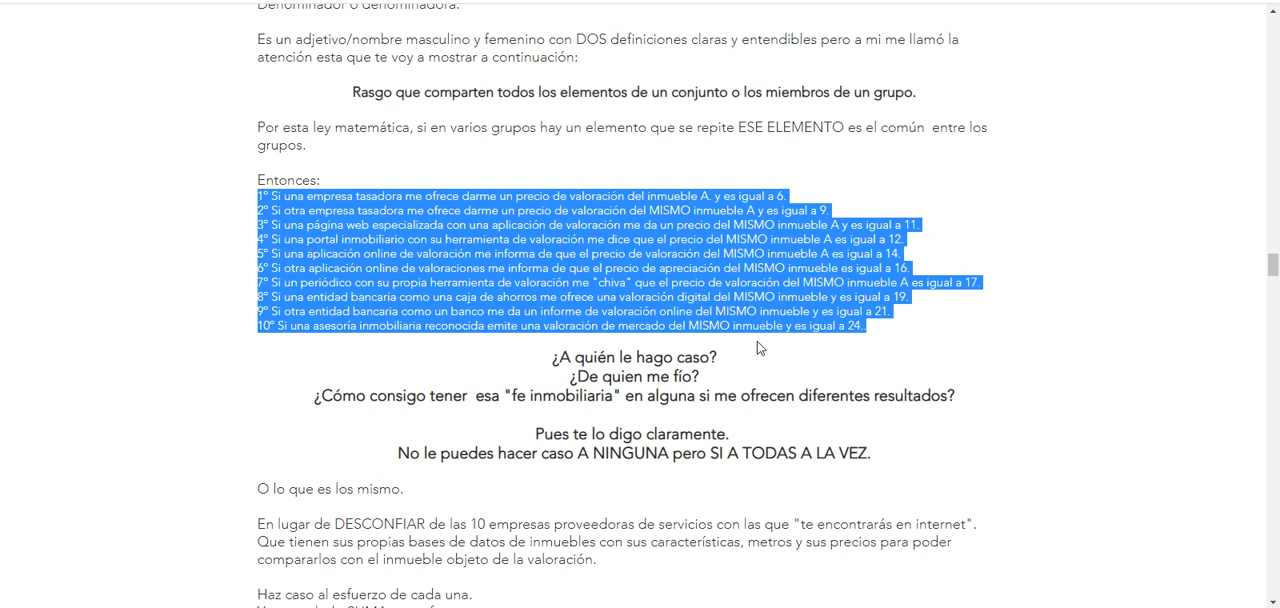 Denominador o denominadora.
Es un adjetivo/nombre masculino y femenino con DOS definiciones claras y entendibles pero a mi me llamó la
atención esta que te voy a mostrar a continuación:
Rasgo que comparten todos los elementos de un conjunto o los miembros de un grupo.
Por esta ley matemática, si en varios grupos hay un elemento que se repite ESE ELEMENTO es el común entre los
grupos.
Entonces:
1º Si una empresa tasadora me ofrece darme un precio de valoración del inmueble A. y es igual a 6.
2º Si otra empresa tasadora me ofrece darme un precio de valoración del MISMO inmueble A y es igual a 9.
3º Si una página web especializada con una aplicación de valoración me da un precio del MISMO inmueble A y es igual a 11.
4º Si una portal inmobiliario con su herramienta de valoración me dice que el precio del MISMO inmueble A es igual a 12.
5º Si una aplicación online de valoración me informa de que el precio de valoración del MISMO inmueble A es igual a 14.
6º Si otra aplicación online de valoraciones me informa de que el precio de apreciación del MISMO inmueble es igual a 16.
7º Si un periódico con su propia herramienta de valoración me "chiva" que el precio de valoración del MISMO inmueble A es igual a 17.
8º Si una entidad bancaria como una caja de ahorros me ofrece una valoración digital del MISMO inmueble y es igual a 19.
9º Si otra entidad bancaria como un banco me da un informe de valoración online del MISMO inmueble y es igual a 21.
10º Si una asesoría inmobiliaria reconocida emite una valoración de mercado del MISMO inmueble y es igual a 24..
¿A quién le hago caso?
¿De quien me fío?
¿Cómo consigo tener esa "fe inmobiliaria" en alguna si me ofrecen diferentes resultados?
Pues te lo digo claramente.
No le puedes hacer caso A NINGUNA pero SI A TODAS A LA VEZ.
O lo que es los mismo.
En lugar de DESCONFIAR de las 10 empresas proveedoras de servicios con las que "te encontrarás en internet".
Que tienen sus propias bases de datos de inmuebles con sus características, metros y sus precios para poder
compararlos con el inmueble objeto de la valoración.
Haz caso al esfuerzo de cada una.